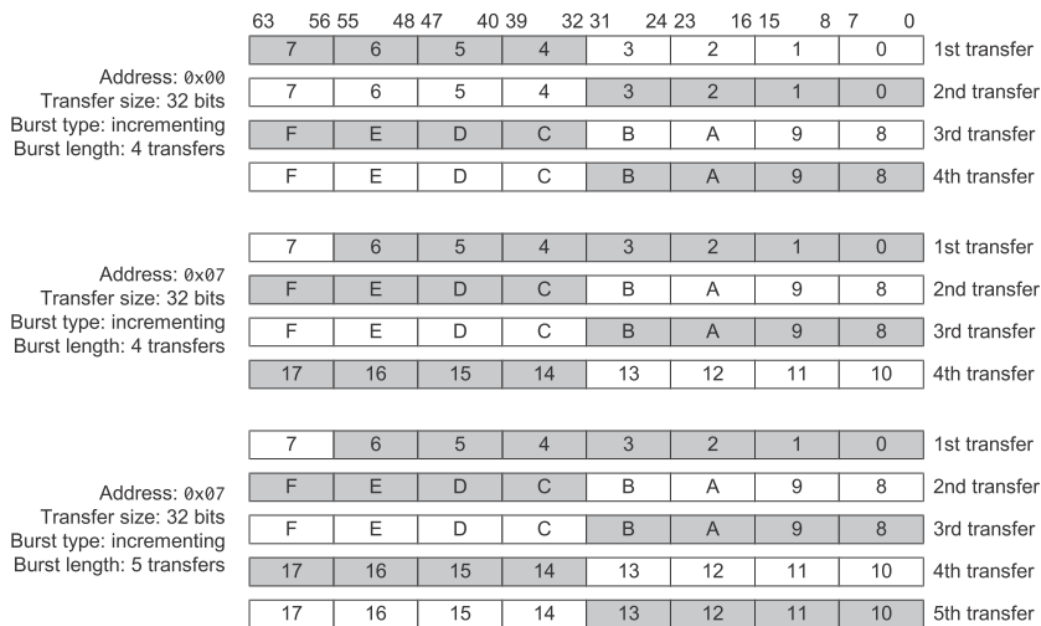 63 56 55 48 47 40 39 32 31 24 23 16 15 8 7 0
7 6 5 4 3 2 1 0 1st transfer
Address: 0x00
7 6 5 4 3 2 1 0 2nd transfer
Transfer size: 32 bits
Burst type: incrementing
F E D C B A 9 8 3rd transfer
Burst length: 4 transfers
F E D C B A 9 8 4th transfer
7 6 5 4 3 2 1 0 1st transfer
Address: 0x07
F E D C B A 9 8 2nd transfer
Transfer size: 32 bits
Burst type: incrementing
F E D C B A 9 8 3rd transfer
Burst length: 4 transfers
17 16 15 14 13 12 11 10 4th transfer
7 6 5 4 3 2 1 0 1st transfer
Address: 0x07
F E D C B A 9 8 2nd transfer
Transfer size: 32 bits
F E D C B A 9 8 3rd transfer
Burst type: incrementing
Burst length: 5 transfers
17 16 15 14 13 12 11 10 4th transfer
17 16 15 14 13 12 11 10 5th transfer